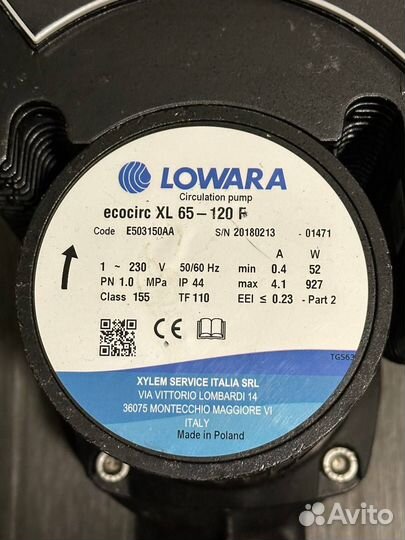 LOWARA
Circulation pump
ecocirc XL 65-120 F
Code E503150AA S/N 20180213 - 01471
A W
1 ~ 230 V 50/60 Hz min 0.4 52
PN 1.0 MPa IP 44 max 4.1 927
Class 155 TF 110 EEI ≤ 0.23 - Part 2
CE
TG563
XYLEM SERVICE ITALIA SRL
VIA VITTORIO LOMBARDI 14
36075 MONTECCHIO MAGGIORE VI
ITALY
Made in Poland
Avito